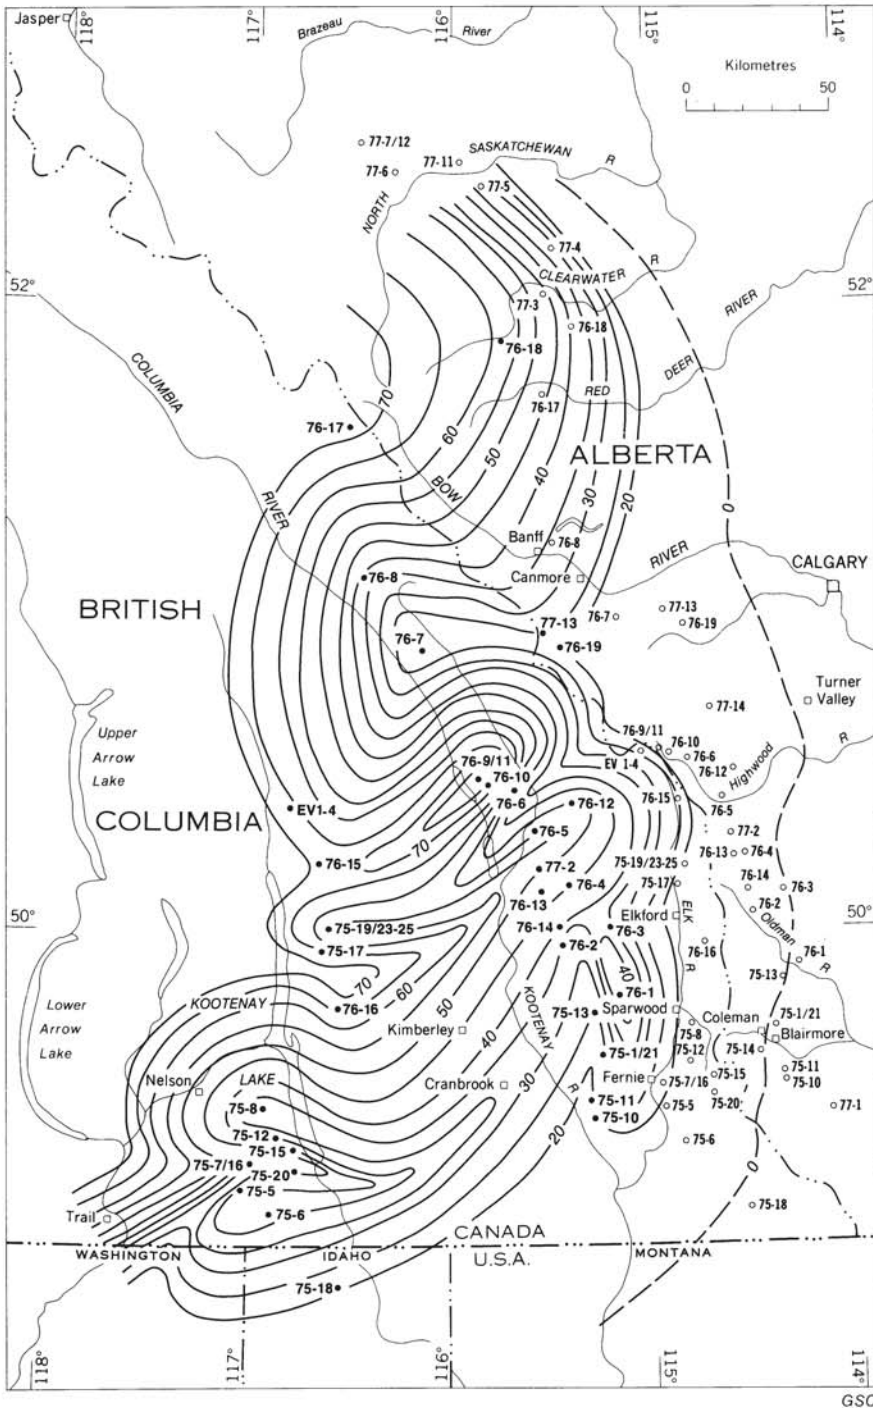 Jasper
118°
117°
116°
115°
114°
Brazeau
River
Kilometres
0
50
77-7/12
77-6
77-11
SASKATCHEWAN
R
77-5
NORTH
77-4
CLEARWATER
R
52°
52°
77-3
76-18
76-18
RIVER
DEER
RED
COLUMBIA
70
76-17
76-17
60
50
ALBERTA
40
30
20
0
BOW
RIVER
Banff
76-8
RIVER
CALGARY
Canmore
76-8
BRITISH
77-13
76-7
77-13
76-19
76-7
76-19
Turner
Valley
77-14
Upper
Arrow
Lake
76-9/11
76-10
76-6
R
EV 1-4
76-12
Highwood
76-9/11
76-10
76-6
76-12
76-15
76-5
COLUMBIA
EV1-4
76-5
77-2
76-13
76-4
70
76-15
77-2
75-19/23-25
76-14
76-4
75-17
76-3
76-13
76-2
50°
50°
75-19/23-25
Elkford
ELK
Oldman
76-14
76-3
75-17
76-2
76-16
76-1
R
R
75-13
70
60
50
40
Lower
Arrow
Lake
KOOTENAY
76-16
76-1
Kimberley
KOOTENAY
75-13
Sparwood
40
75-8
Coleman
75-1/21
Blairmore
75-12
75-14
75-1/21
Nelson
LAKE
Cranbrook
30
Fernie
75-15
75-11
75-7/16
75-10
R
75-8
75-11
75-5
75-20
77-1
75-10
75-12
20
75-6
75-15
75-7/16
75-20
0
75-5
75-18
75-6
Trail
CANADA
WASHINGTON
IDAHO
U.S.A.
MONTANA
75-18
118°
117°
116°
115°
114°
GSC